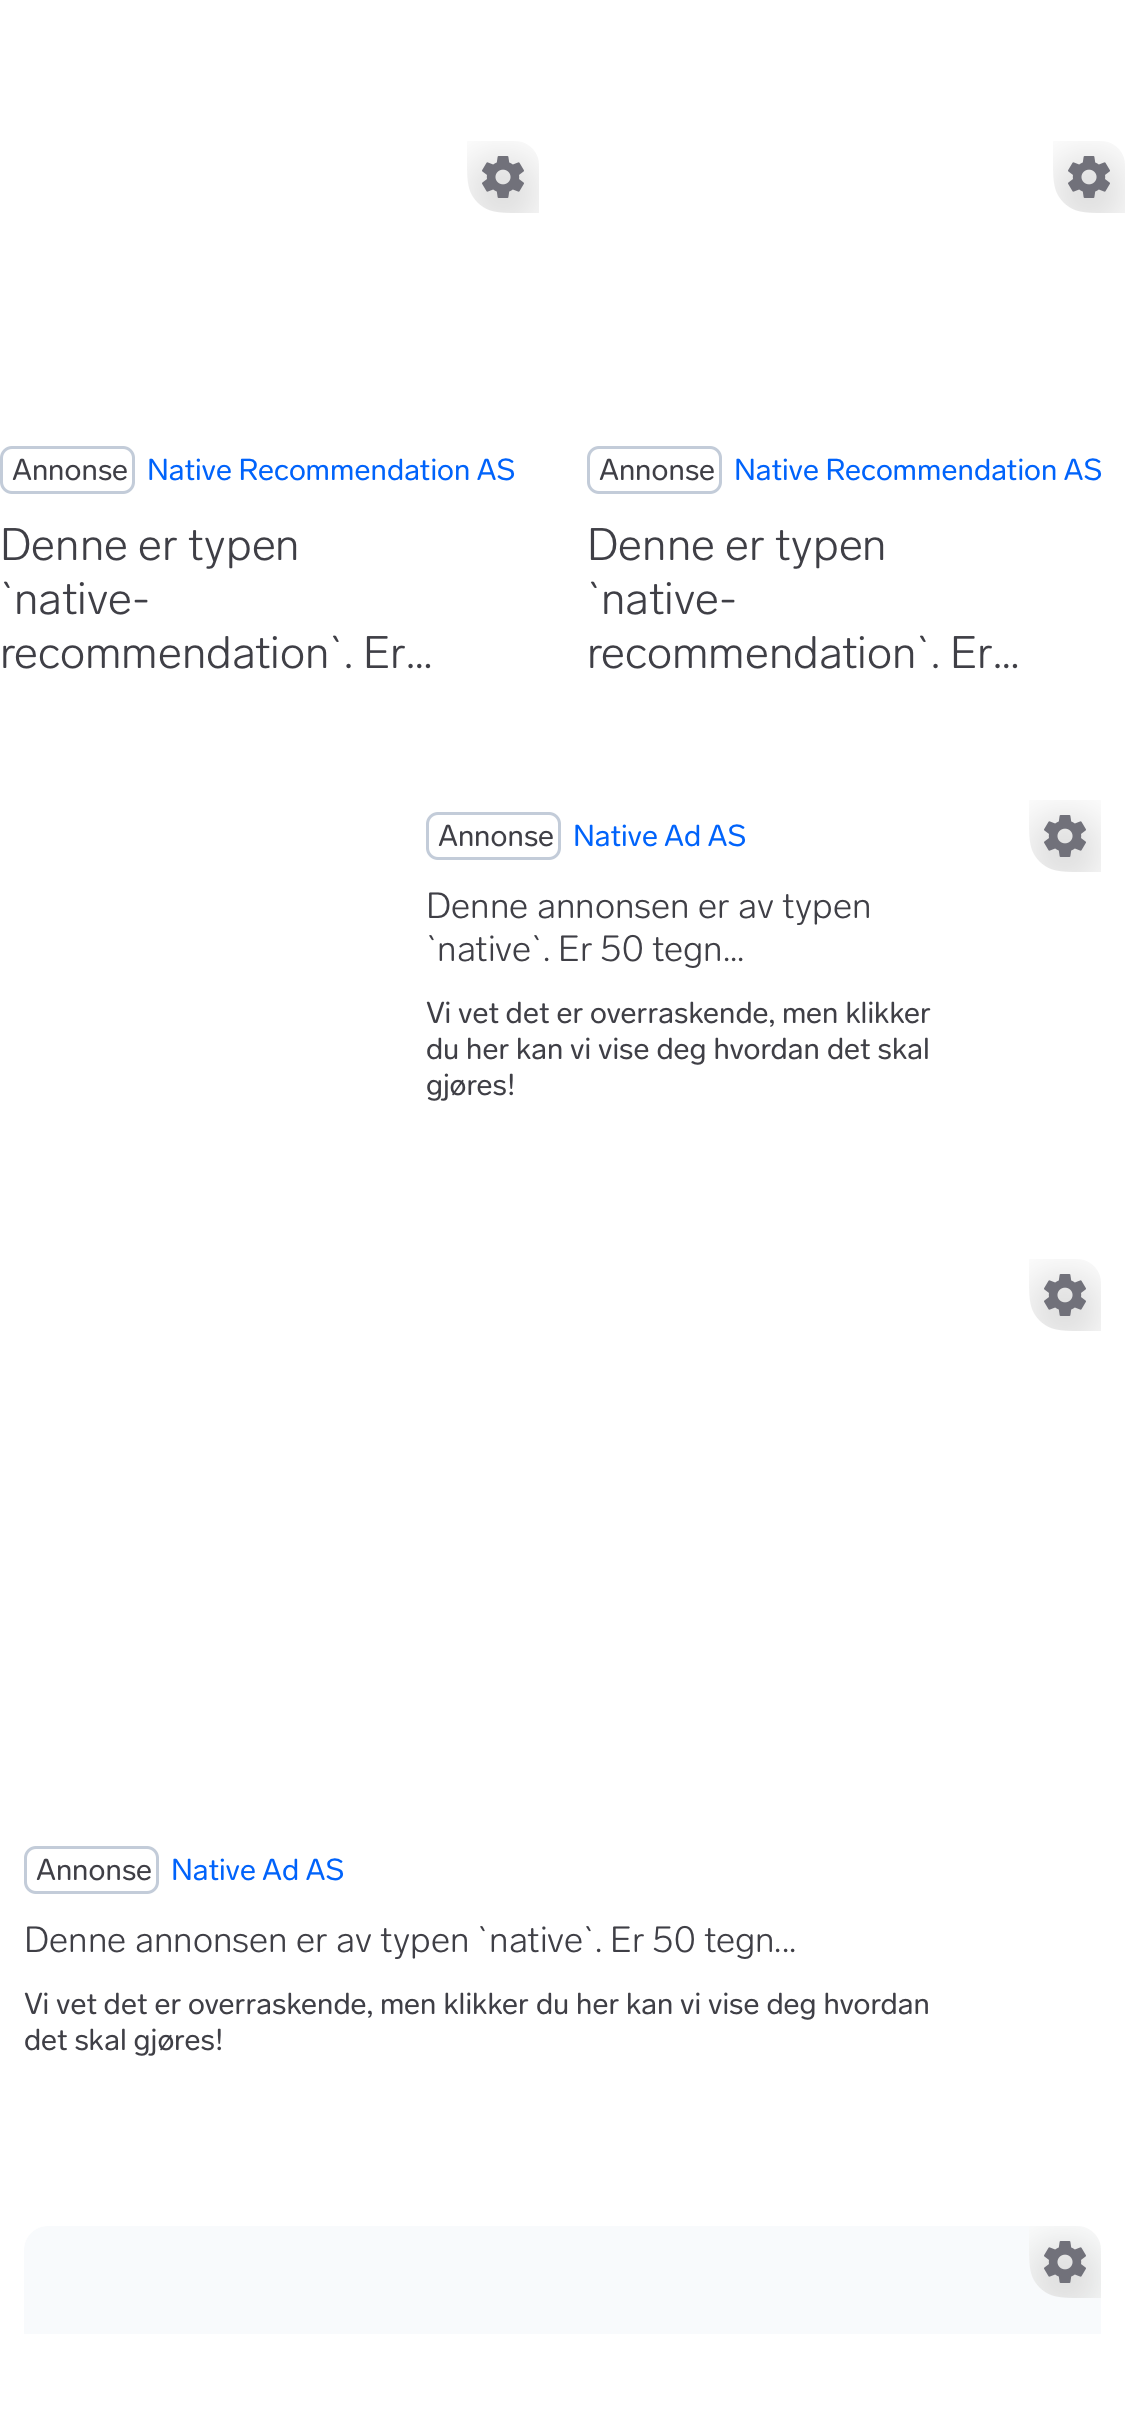 Annonse Native Recommendation AS
Denne er typen
`native-
recommendation`. Er...
Annonse Native Recommendation AS
Denne er typen
`native-
recommendation`. Er...
Annonse Native Ad AS
Denne annonsen er av typen
`native`. Er 50 tegn...
Vi vet det er overraskende, men klikker
du her kan vi vise deg hvordan det skal
gjøres!
Annonse Native Ad AS
Denne annonsen er av typen `native`. Er 50 tegn...
Vi vet det er overraskende, men klikker du her kan vi vise deg hvordan
det skal gjøres!